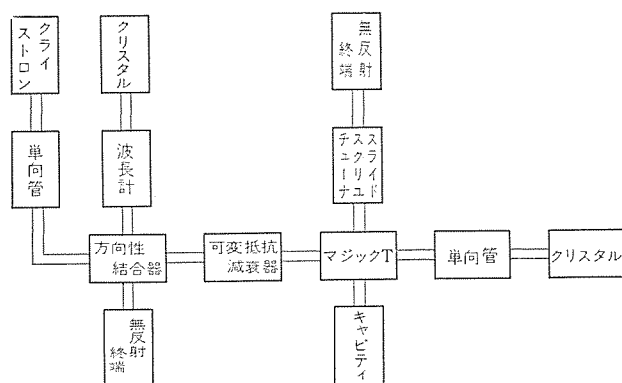 クライ
ストロン
クリスタル
無反射
終端
単向管
波長計
スライド
スクリュ
チューナ
方向性
結合器
可変抵抗
減衰器
マジックT
単向管
クリスタル
無反射
終端
キャビティ